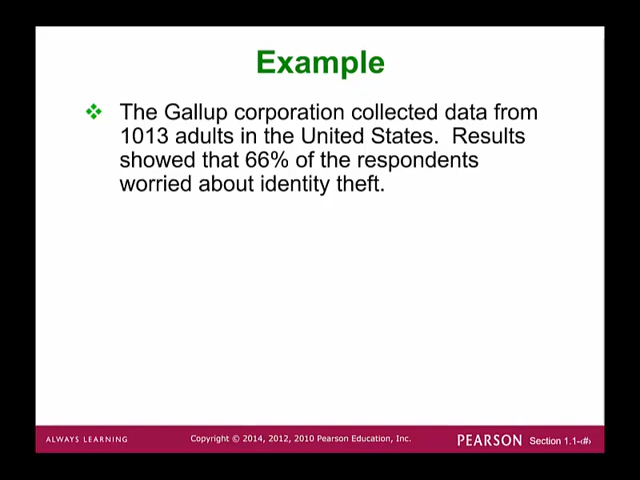 Example
The Gallup corporation collected data from
1013 adults in the United States.  Results
showed that 66% of the respondents
worried about identity theft.
ALWAYS LEARNING
Copyright © 2014, 2012, 2010 Pearson Education, Inc.
PEARSON Section 1.1-‹#›